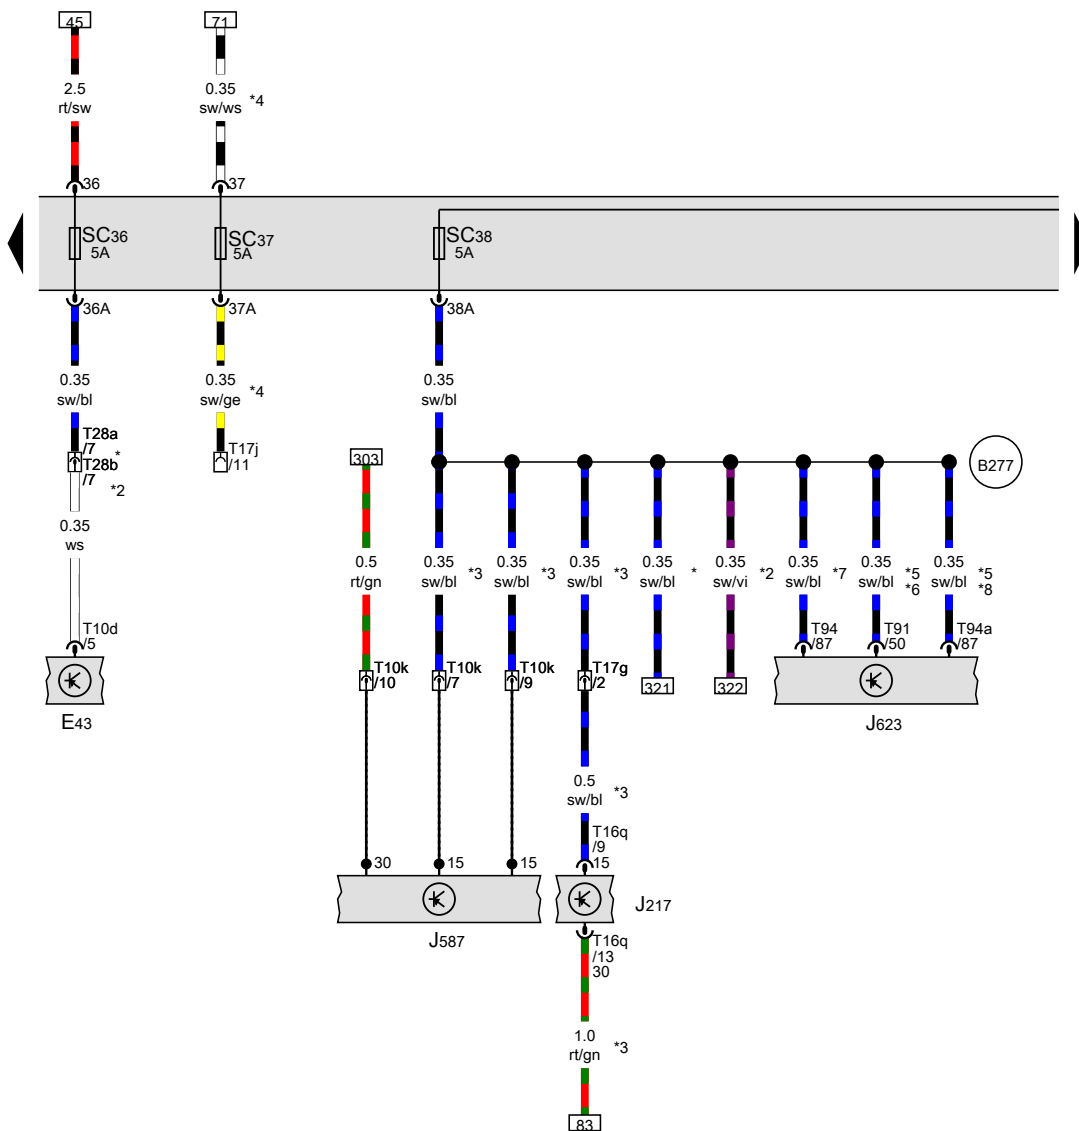 45
71
2.5
rt/sw
0.35
sw/ws
*4
36
37
SC36
5A
SC37
5A
SC38
5A
36A
37A
38A
0.35
sw/bl
0.35
sw/ge
*4
0.35
sw/bl
T28a
/7
*
T28b
/7
*2
T17j
/11
303
B277
0.35
ws
0.5
rt/gn
0.35
sw/bl
*3
0.35
sw/bl
*3
0.35
sw/bl
*3
0.35
sw/bl
*
0.35
sw/vi
*2
0.35
sw/bl
*7
0.35
sw/bl
*5
*6
0.35
sw/bl
*5
*8
T10d
/5
T94
/87
T91
/50
T94a
/87
T10k
/10
T10k
/7
T10k
/9
T17g
/2
321
322
E43
J623
0.5
sw/bl
*3
T16q
/9
30
15
15
15
J587
J217
T16q
/13
30
1.0
rt/gn
*3
83